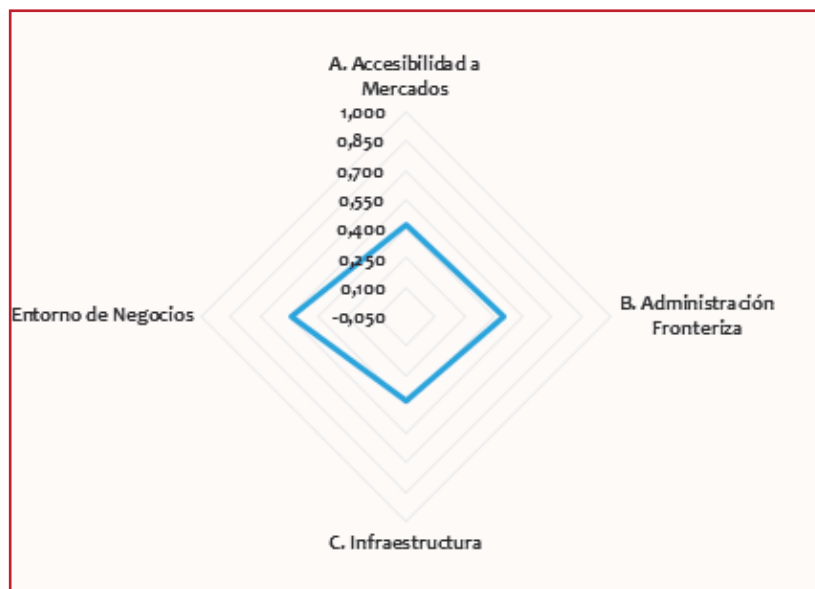 A. Accesibilidad a
Mercados
1,000
0,850
0,700
0,550
0,400
0,250
0,100
-0,050
Entorno de Negocios
B. Administración
Fronteriza
C. Infraestructura